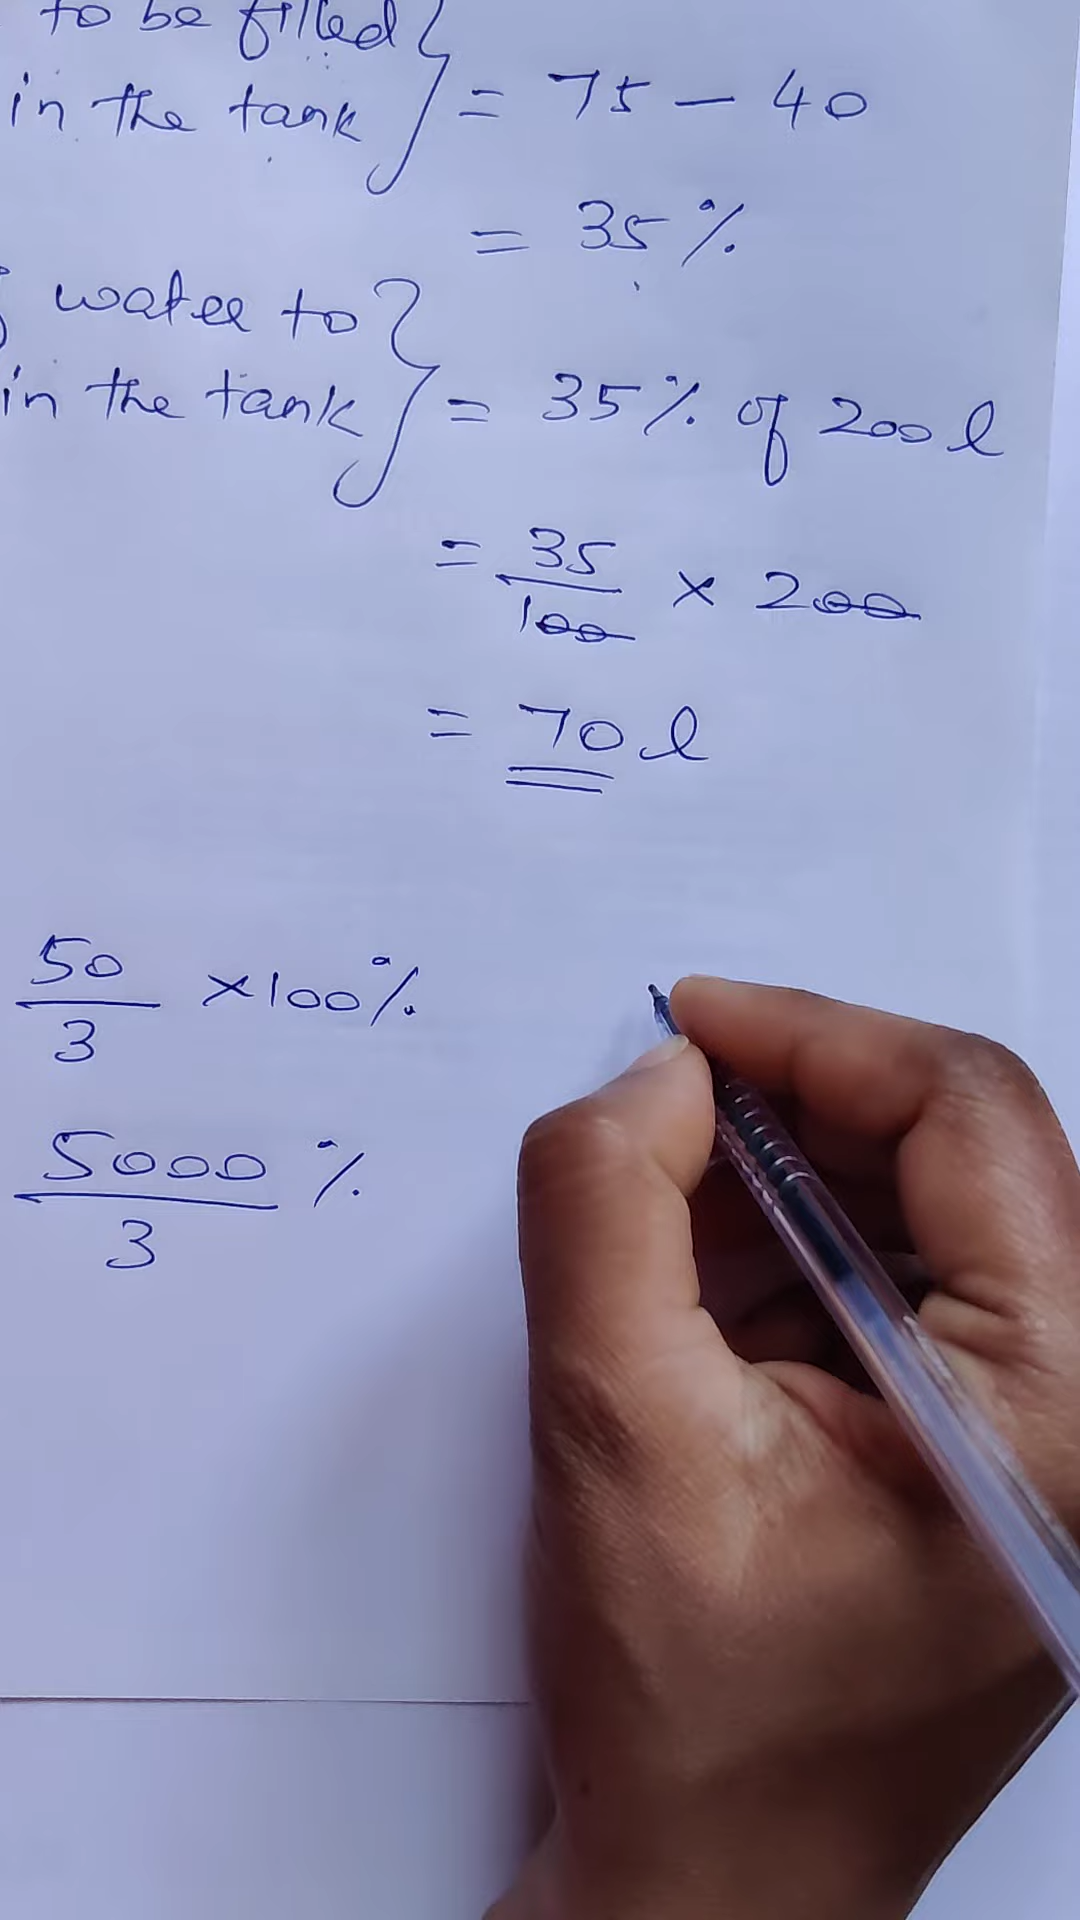 to be filled
in the tank } = 75 - 40
= 35%
water to
in the tank } = 35% of 200 l
= 35/100 × 200
= 70 l
50/3 × 100%
5000/3 %